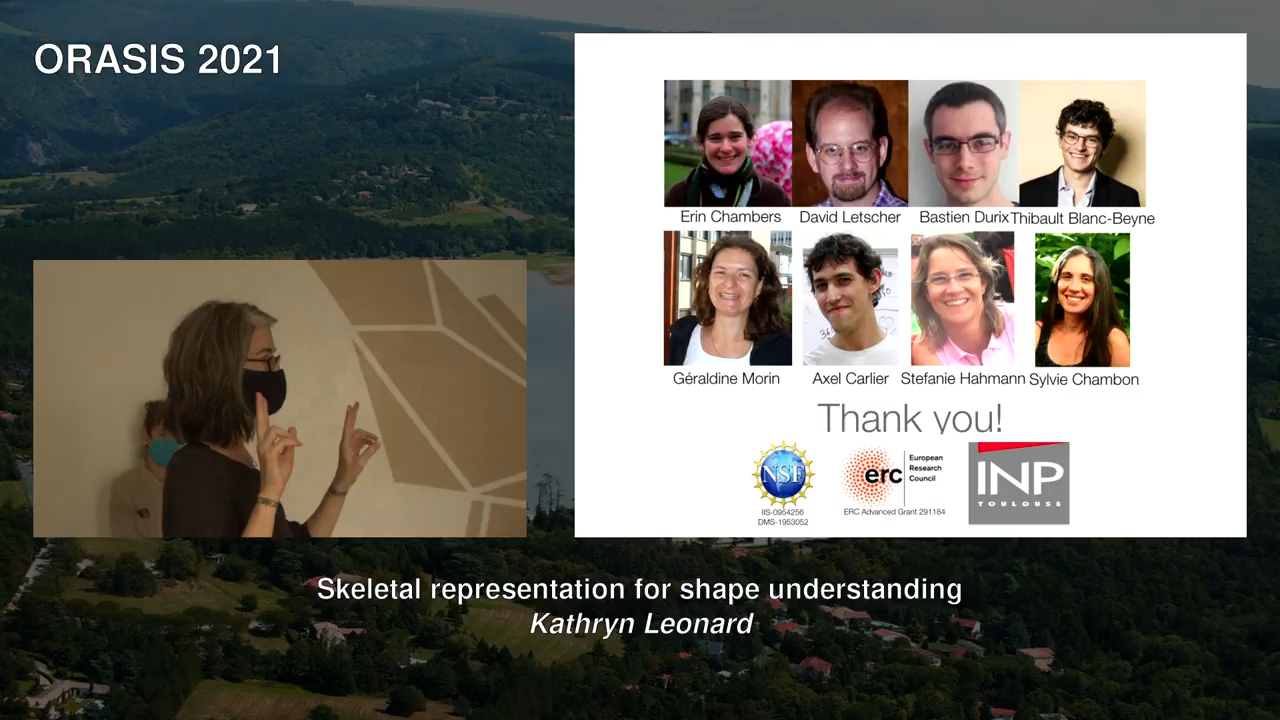 ORASIS 2021
Erin Chambers David Letscher Bastien Durix Thibault Blanc-Beyne
Géraldine Morin Axel Carlier Stefanie Hahmann Sylvie Chambon
Thank you!
NSF
IIS-0954256
DMS-1953052
erc
European
Research
Council
ERC Advanced Grant 291184
INP
TOULOUSE
Skeletal representation for shape understanding
Kathryn Leonard